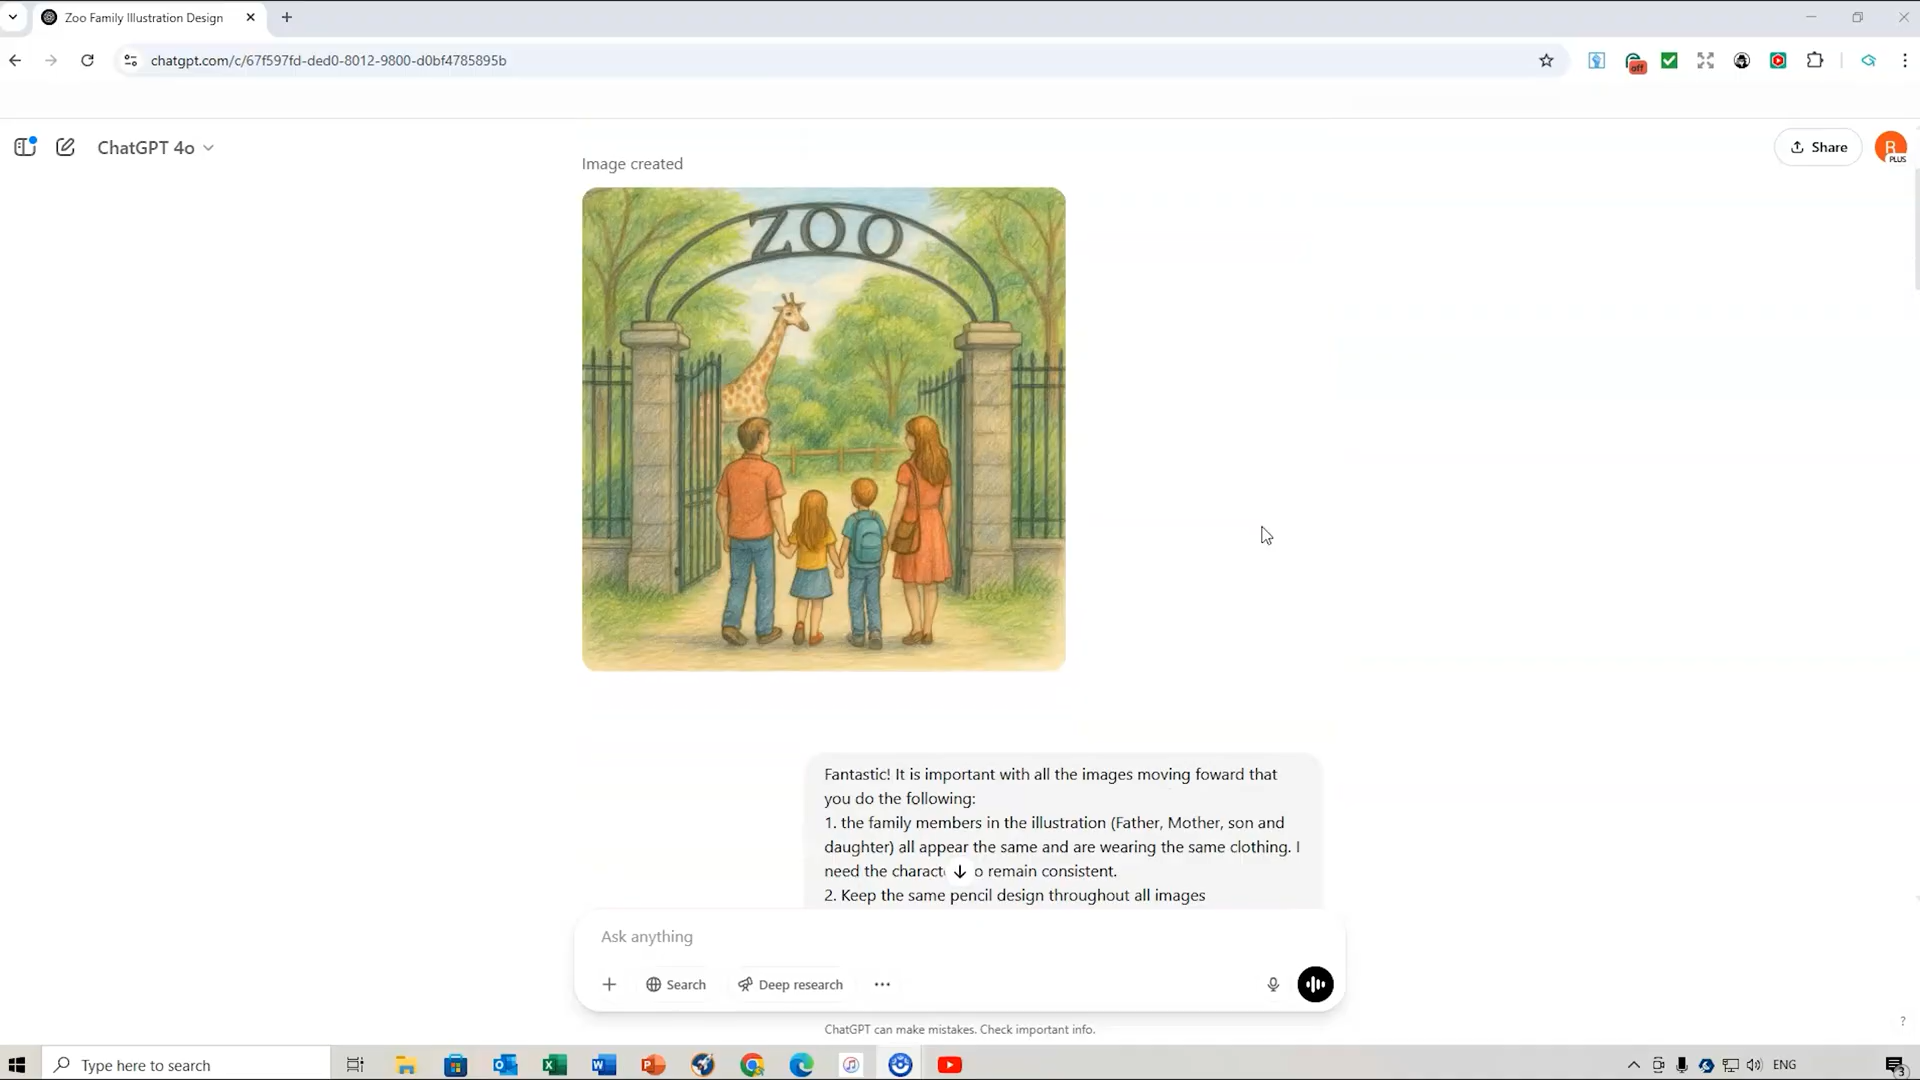 Zoo Family Illustration Design
chatgpt.com/c/67f597fd-ded0-8012-9800-d0bf4785895b
off
ChatGPT 4o
Share
R
PLUS
Image created
ZOO
Fantastic! It is important with all the images moving foward that
you do the following:
1. the family members in the illustration (Father, Mother, son and
daughter) all appear the same and are wearing the same clothing. I
need the charact o remain consistent.
2. Keep the same pencil design throughout all images
Ask anything
Search
Deep research
ChatGPT can make mistakes. Check important info.
?
Type here to search
ENG
3